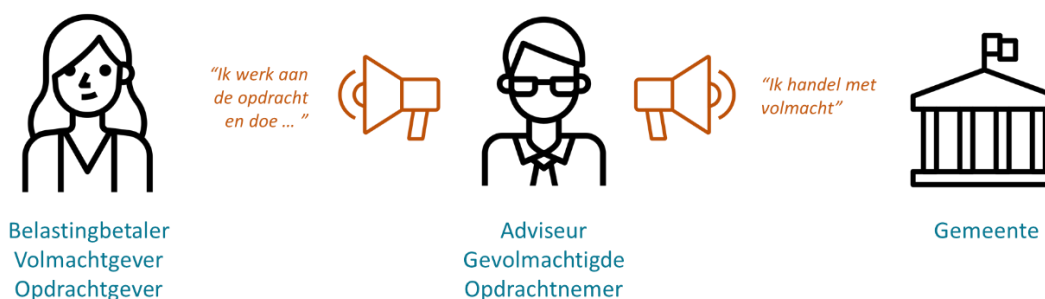 “Ik werk aan
de opdracht
en doe … ”
“Ik handel met
volmacht”
Belastingbetaler
Volmachtgever
Opdrachtgever
Adviseur
Gevolmachtigde
Opdrachtnemer
Gemeente